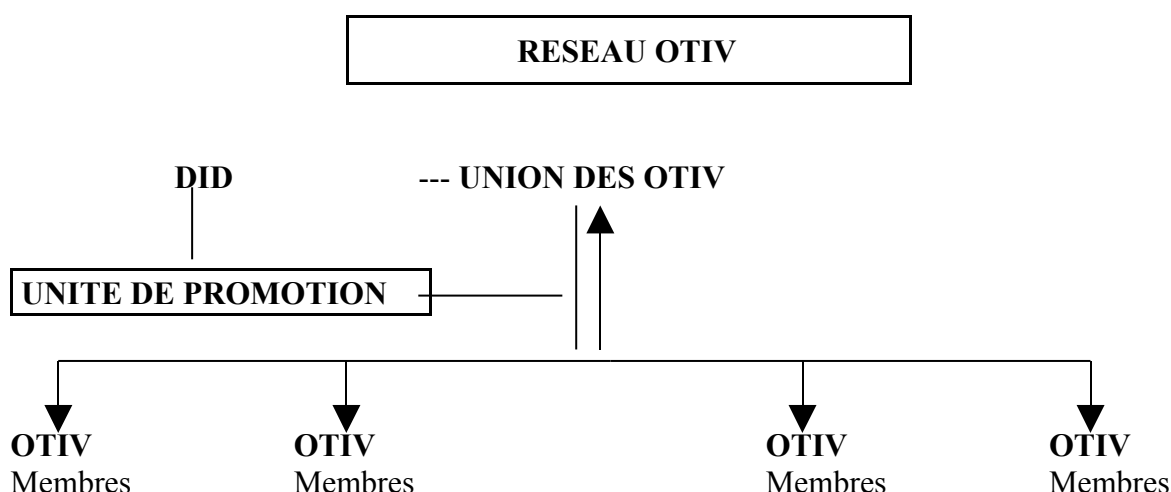 RESEAU OTIV
DID --- UNION DES OTIV
UNITE DE PROMOTION
OTIV OTIV OTIV OTIV
Membres Membres Membres Membres